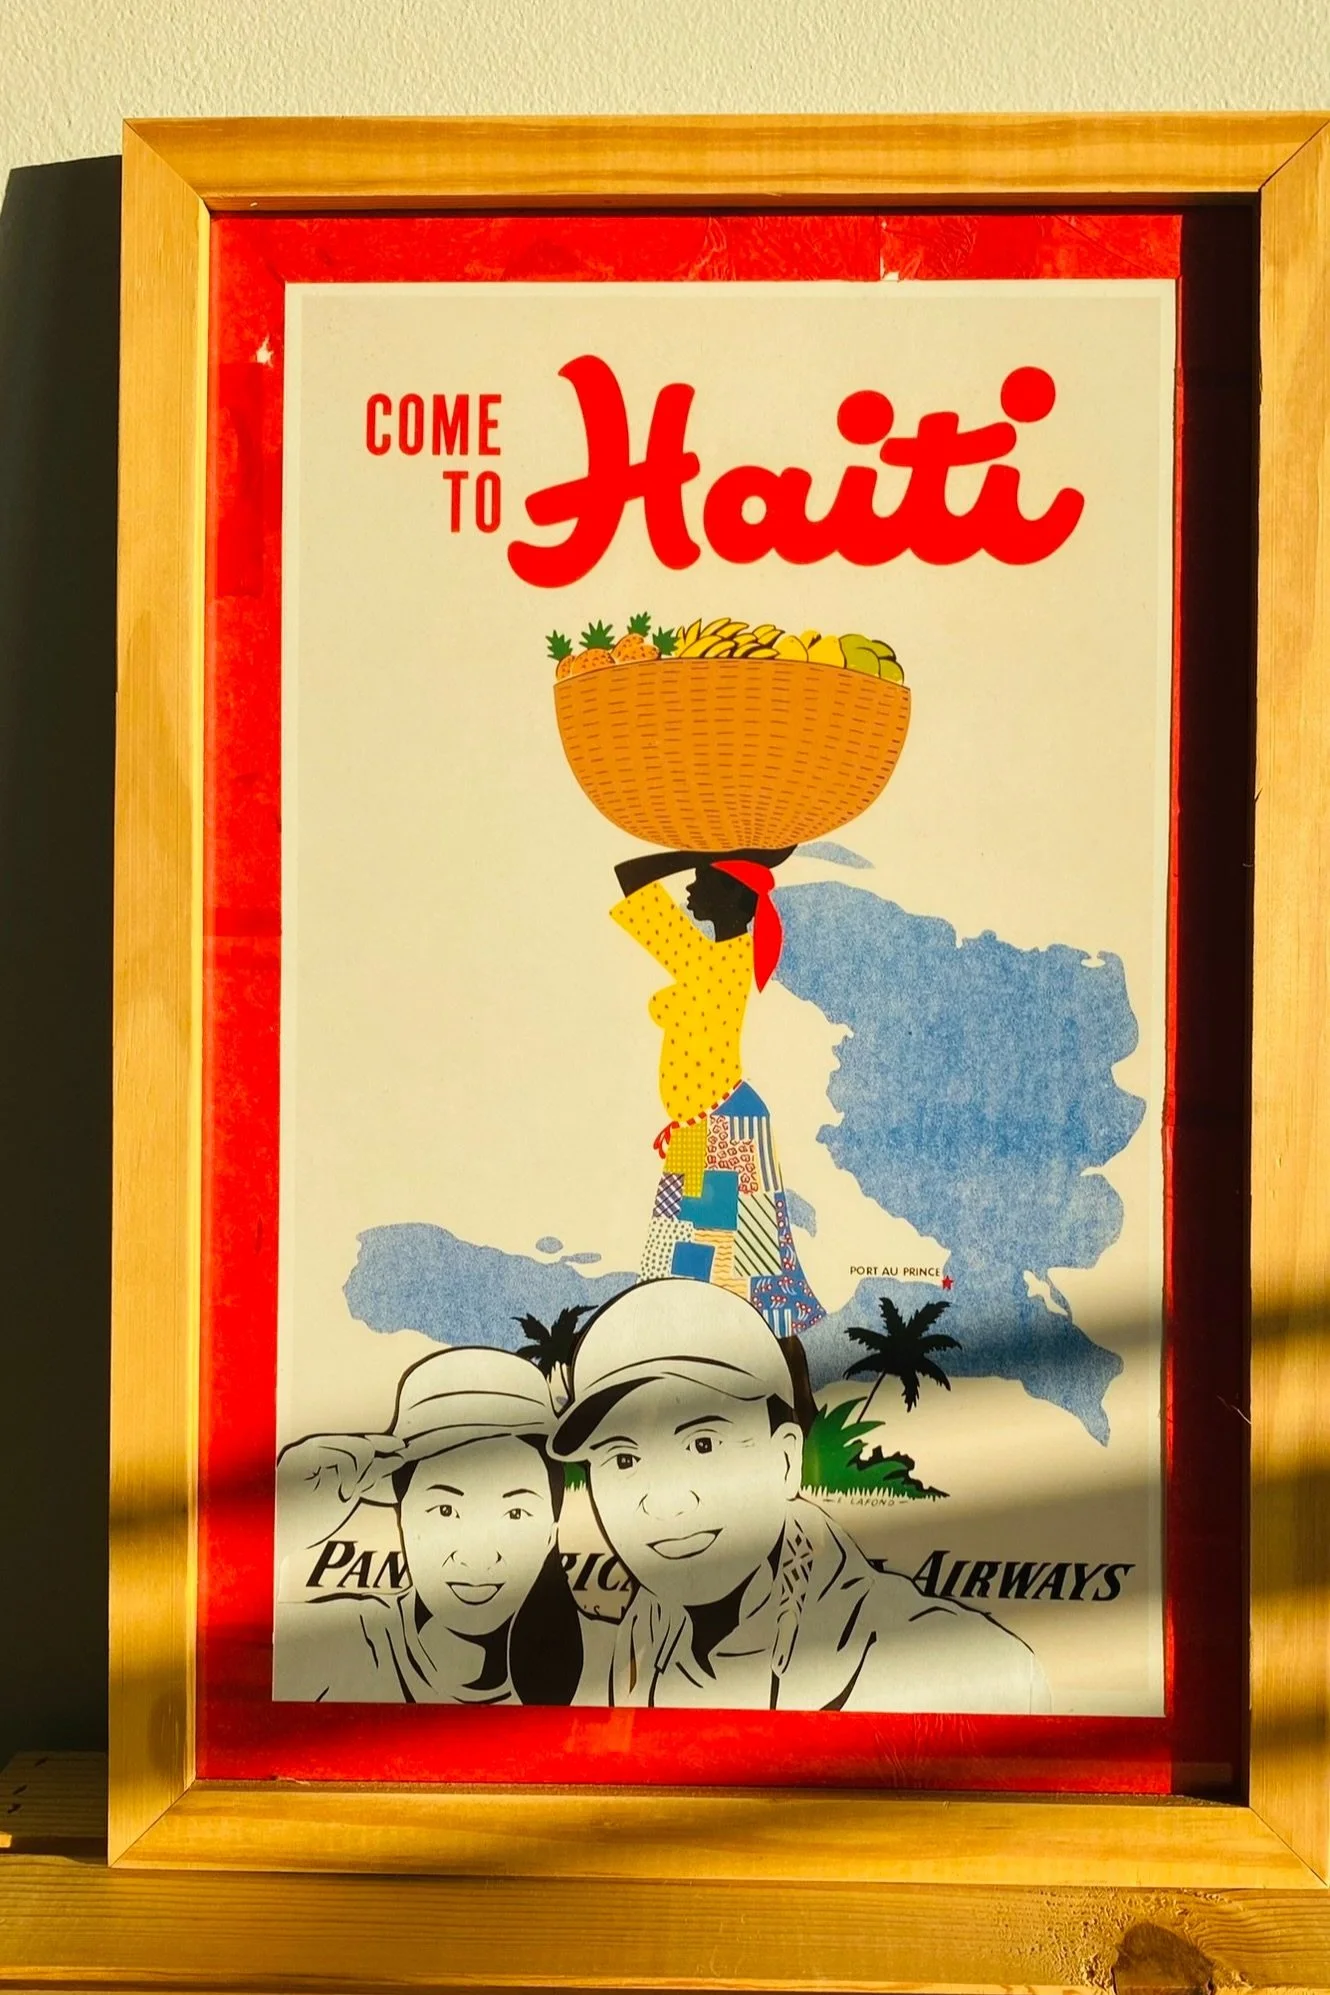 COME
TO Haiti
PORT AU PRINCE
E. LAFOND
PAN
AIRWAYS